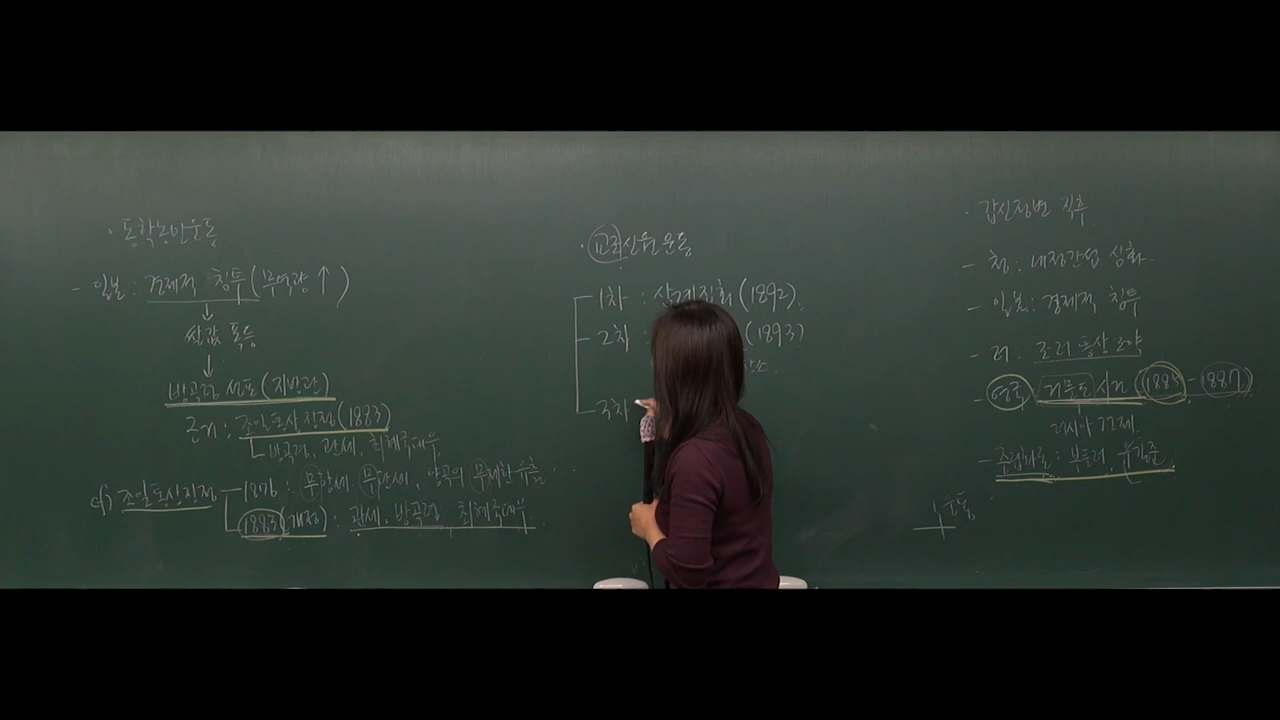 · 동학농민운동
- 일본 : 경제적 침투 (무역량 ↑)
↓
쌀값 폭등
↓
방곡령 선포 (지방관)
근거 : 조일통상장정 (1883)
방곡령, 관세, 최혜국대우
cf) 조일통상장정
1876 : 무항세, 무관세, 양곡의 무제한 유출
1883 (개정) : 관세, 방곡령, 최혜국대우
· 교조신원 운동
1차 : 삼례집회 (1892)
2차 : (1893)
3차
· 갑신정변 직후
- 청 : 내정간섭 심화
- 일본 : 경제적 침투
- 러 : 조러 통상 조약
- 영국 거문도 사건 (1885 - 1887)
러시아 견제
- 중립화론 : 부들러, 유길준